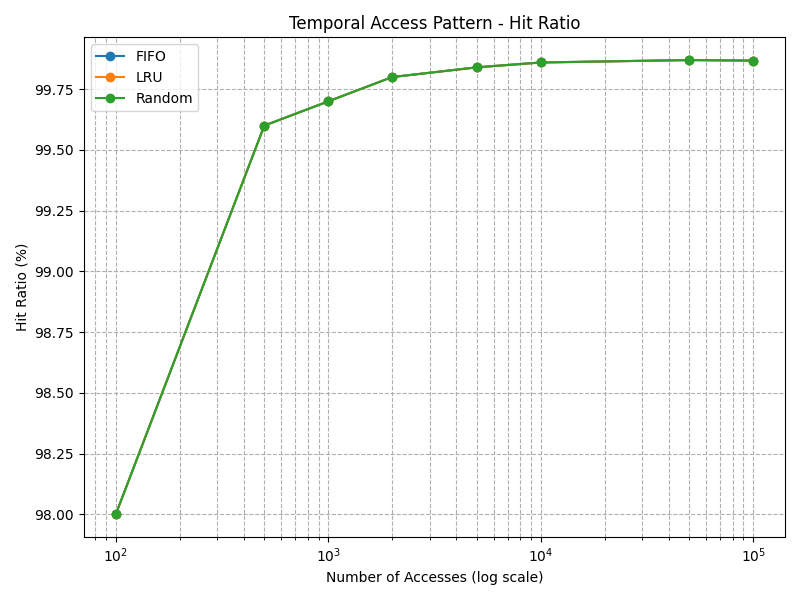 Temporal Access Pattern - Hit Ratio
FIFO
LRU
Random
Hit Ratio (%)
99.75
99.50
99.25
99.00
98.75
98.50
98.25
98.00
10²
10³
10⁴
10⁵
Number of Accesses (log scale)